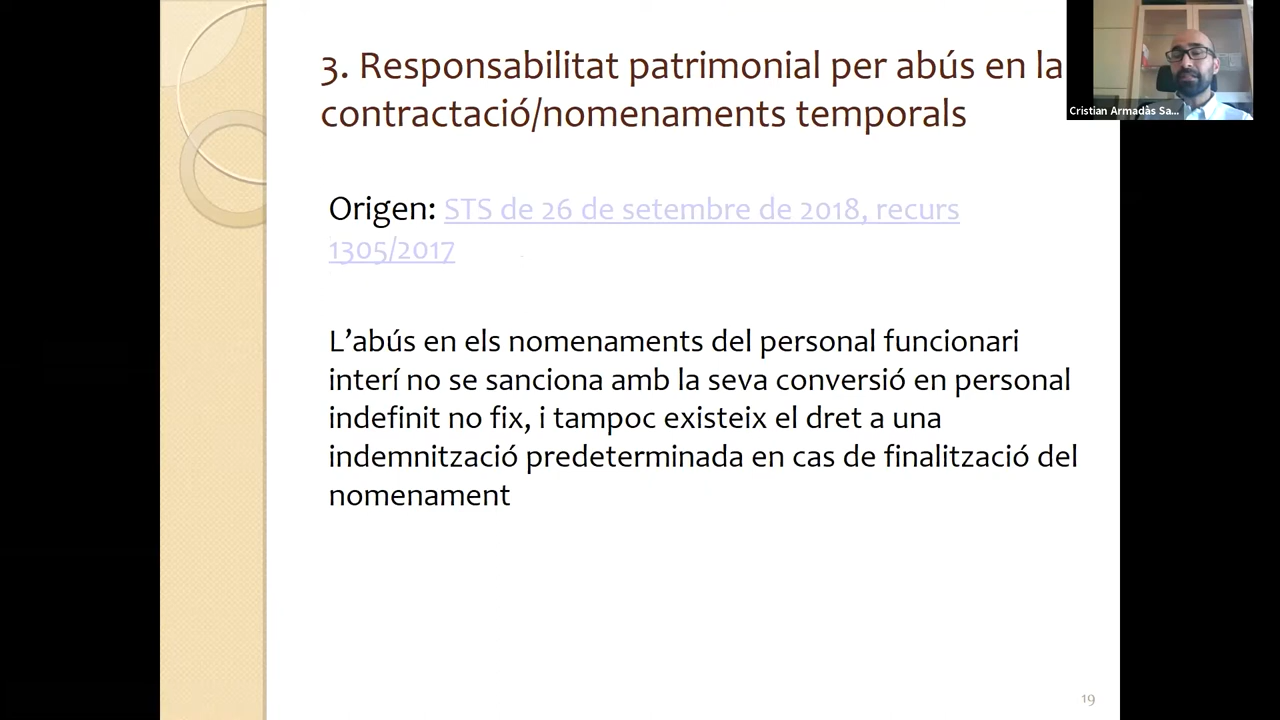 3. Responsabilitat patrimonial per abús en la
contractació/nomenaments temporals
Cristian Armadàs Sa...
Origen: STS de 26 de setembre de 2018, recurs
1305/2017
L’abús en els nomenaments del personal funcionari
interí no se sanciona amb la seva conversió en personal
indefinit no fix, i tampoc existeix el dret a una
indemnització predeterminada en cas de finalització del
nomenament
19